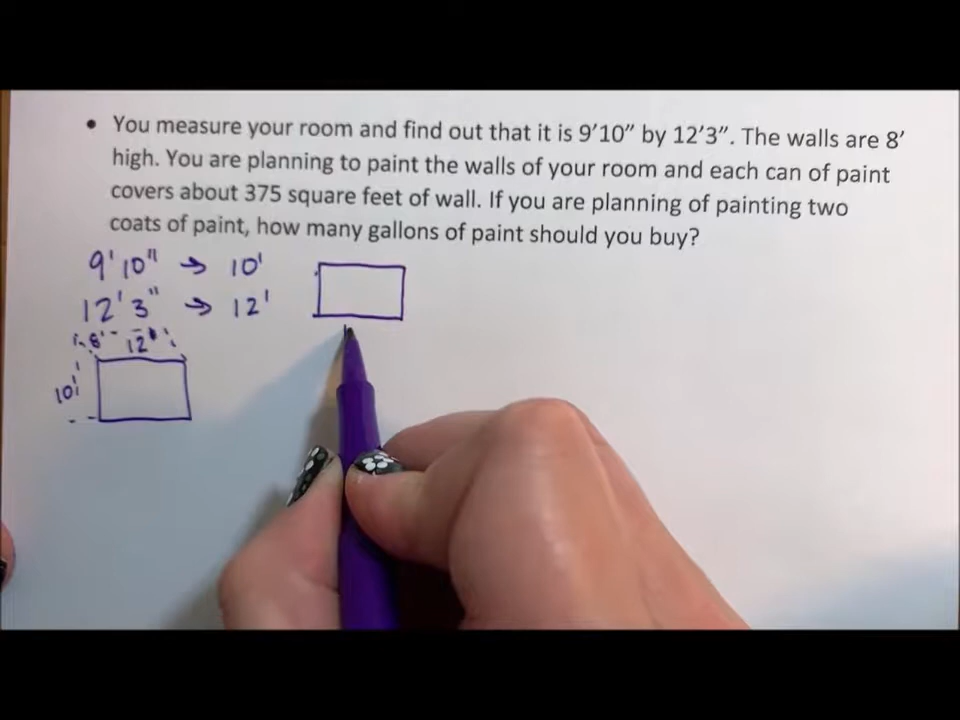 • You measure your room and find out that it is 9’10” by 12’3”. The walls are 8’
high. You are planning to paint the walls of your room and each can of paint
covers about 375 square feet of wall. If you are planning of painting two
coats of paint, how many gallons of paint should you buy?
9'10" → 10'
12'3" → 12'
8' 12'
10'